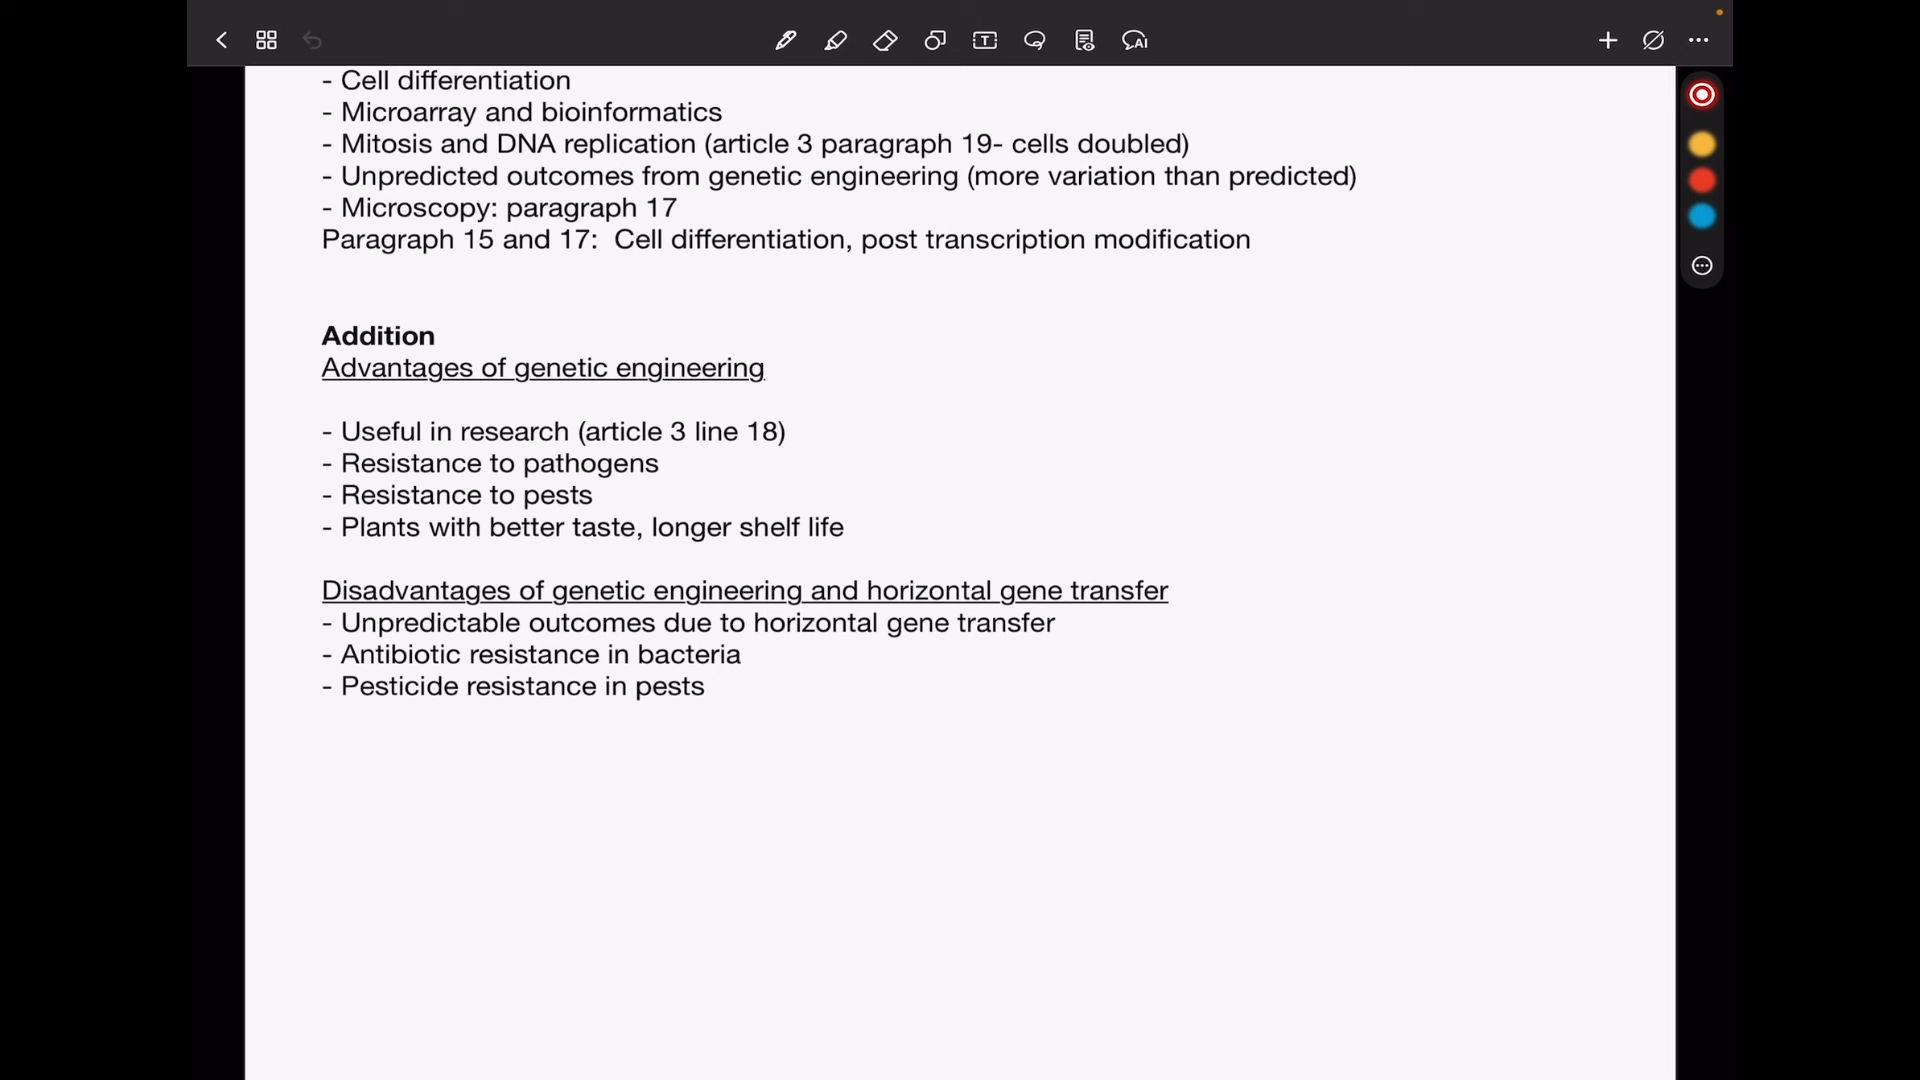 AI
- Cell differentiation
- Microarray and bioinformatics
- Mitosis and DNA replication (article 3 paragraph 19- cells doubled)
- Unpredicted outcomes from genetic engineering (more variation than predicted)
- Microscopy: paragraph 17
Paragraph 15 and 17:  Cell differentiation, post transcription modification
Addition
Advantages of genetic engineering
- Useful in research (article 3 line 18)
- Resistance to pathogens
- Resistance to pests
- Plants with better taste, longer shelf life
Disadvantages of genetic engineering and horizontal gene transfer
- Unpredictable outcomes due to horizontal gene transfer
- Antibiotic resistance in bacteria
- Pesticide resistance in pests